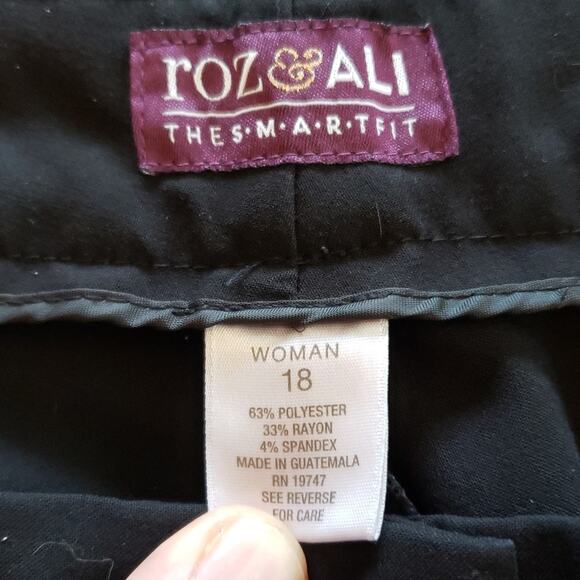 roz & ALI
THE S•M•A•R•T FIT
WOMAN
18
63% POLYESTER
33% RAYON
4% SPANDEX
MADE IN GUATEMALA
RN 19747
SEE REVERSE
FOR CARE